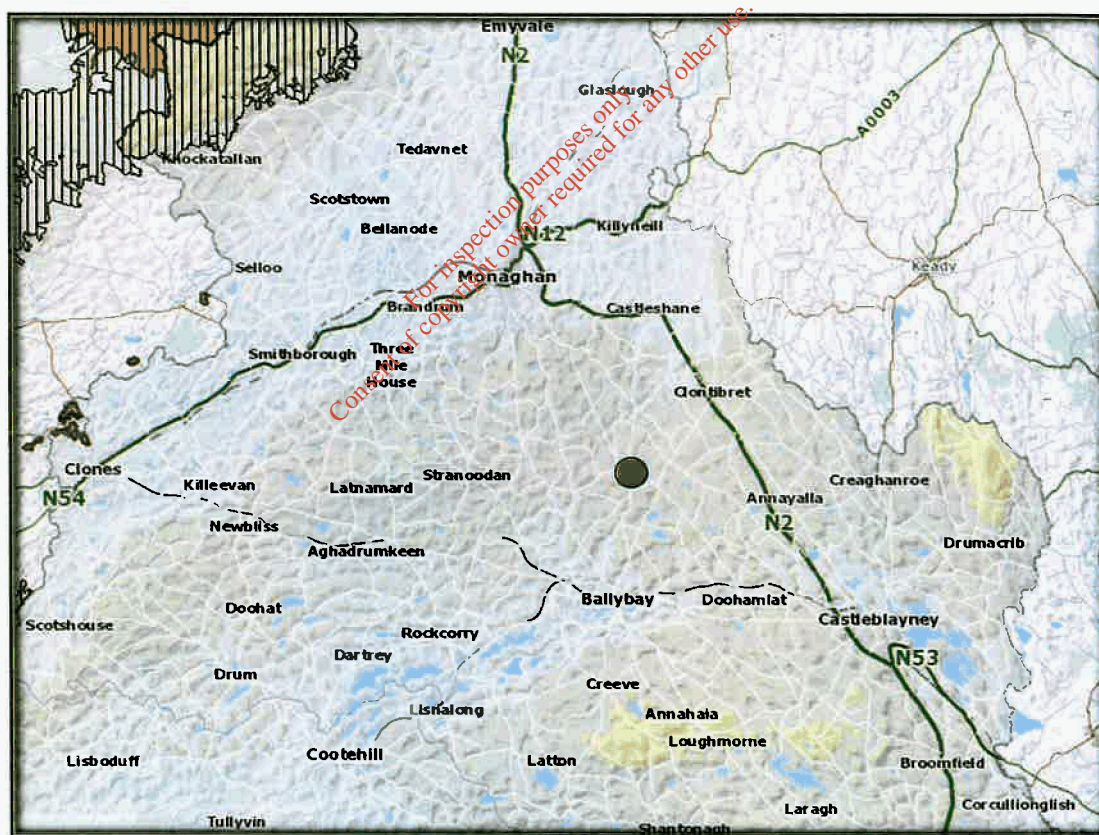 Emyvale
N2
Glaslough
A0003
Knockatallan
Tedavnet
Scotstown
Bellanode
N12
Killyneill
Selloo
Keady
Monaghan
Brandrum
Castleshane
For inspection purposes only.
Consent of copyright owner required for any other use.
Smithborough
Three
Mile
House
Clontibret
Clones
N54
Killeevan
Latnamard
Stranoodan
Creaghanroe
Annayalla
N2
Newbliss
Aghadrumkeen
Drumacrib
Doohat
Ballybay
Doohamlat
Castleblayney
Scotshouse
Rockcorry
Dartrey
N53
Drum
Creeve
Lisnalong
Annahaia
Loughmorne
Cootehill
Lisboduff
Latton
Broomfield
Laragh
Corcullionglish
Tullyvin
Shantonagh